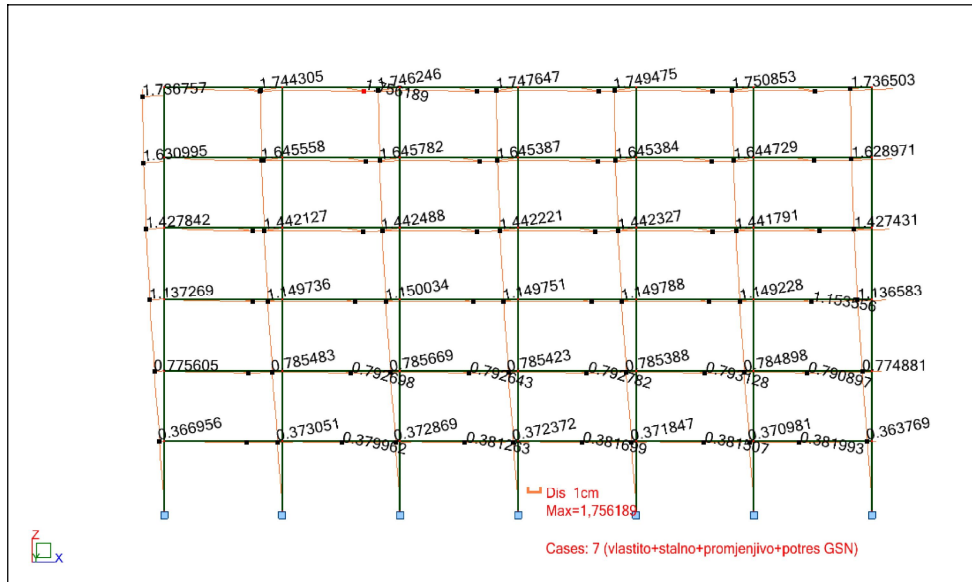 1.736757 1.744305 1.746246 1.756189 1.747647 1.749475 1.750853 1.736503
1.630995 1.645558 1.645782 1.645387 1.645384 1.644729 1.628971
1.427842 1.442127 1.442488 1.442221 1.442327 1.441791 1.427431
1.137269 1.149736 1.150034 1.149751 1.149788 1.149228 1.153556 1.136583
0.775605 0.785483 0.792698 0.785669 0.792643 0.785423 0.792782 0.785388 0.793128 0.784898 0.790897 0.774881
0.366956 0.373051 0.379962 0.372869 0.381263 0.372372 0.381699 0.371847 0.381507 0.370981 0.381993 0.363769
Dis 1cm
Max=1,756189
Cases: 7 (vlastito+stalno+promjenjivo+potres GSN)
Z
Y X